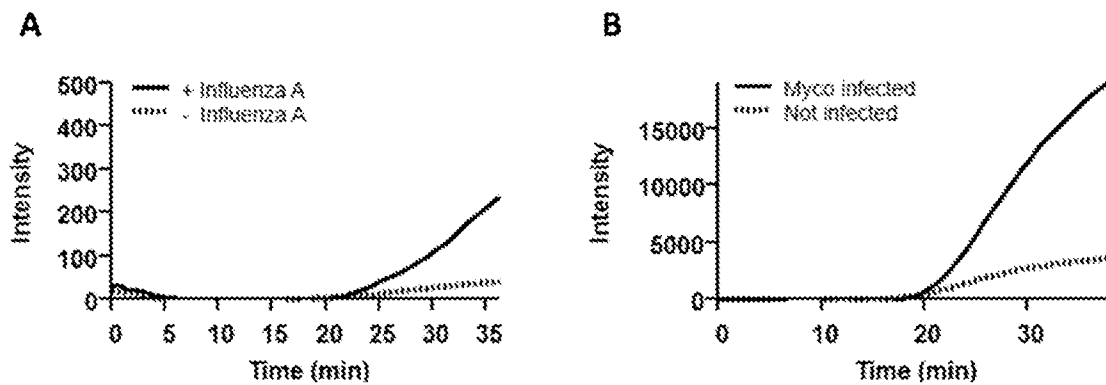 A
500
400
300
200
100
0
Intensity
+ Influenza A
- Influenza A
0 5 10 15 20 25 30 35
Time (min)
B
15000
10000
5000
0
Intensity
Myco infected
Not infected
0 10 20 30
Time (min)